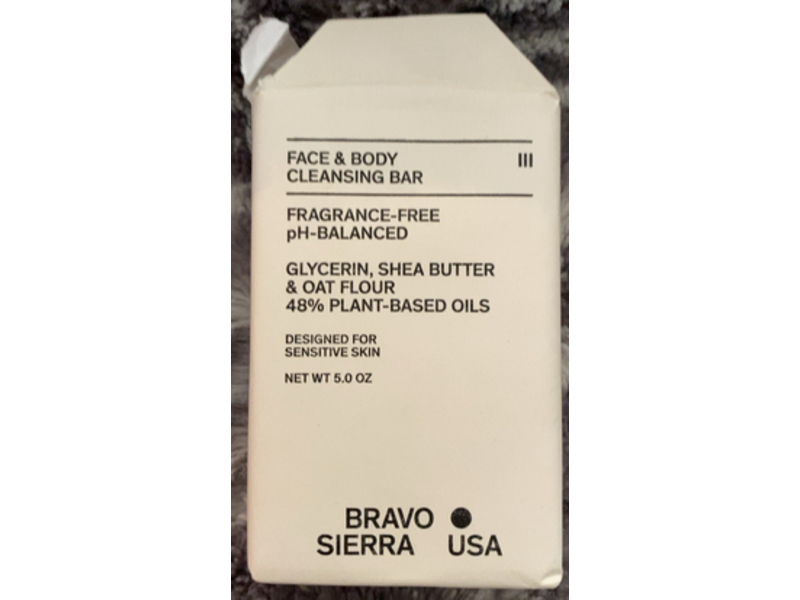 FACE & BODY III
CLEANSING BAR
FRAGRANCE-FREE
pH-BALANCED
GLYCERIN, SHEA BUTTER
& OAT FLOUR
48% PLANT-BASED OILS
DESIGNED FOR
SENSITIVE SKIN
NET WT 5.0 OZ
BRAVO
SIERRA USA